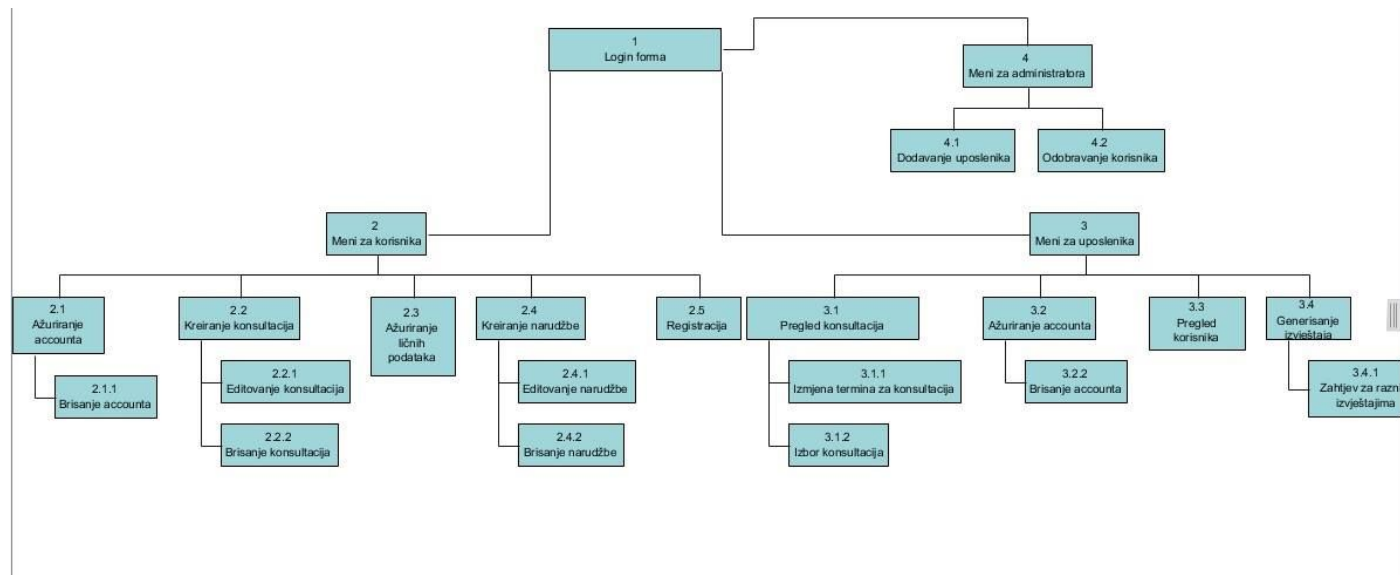 1
Login forma
4
Meni za administratora
4.1
Dodavanje uposlenika
4.2
Odobravanje korisnika
2
Meni za korisnika
3
Meni za uposlenika
2.1
Ažuriranje
accounta
2.2
Kreiranje konsultacija
2.3
Ažuriranje
ličnih
podataka
2.4
Kreiranje narudžbe
2.5
Registracija
3.1
Pregled konsultacija
3.2
Ažuriranje accounta
3.3
Pregled
korisnika
3.4
Generisanje
izvještaja
2.1.1
Brisanje accounta
2.2.1
Editovanje konsultacija
2.2.2
Brisanje konsultacija
2.4.1
Editovanje narudžbe
2.4.2
Brisanje narudžbe
3.1.1
Izmjena termina za konsultacija
3.1.2
Izbor konsultacija
3.2.2
Brisanje accounta
3.4.1
Zahtjev za razni
izvještajima